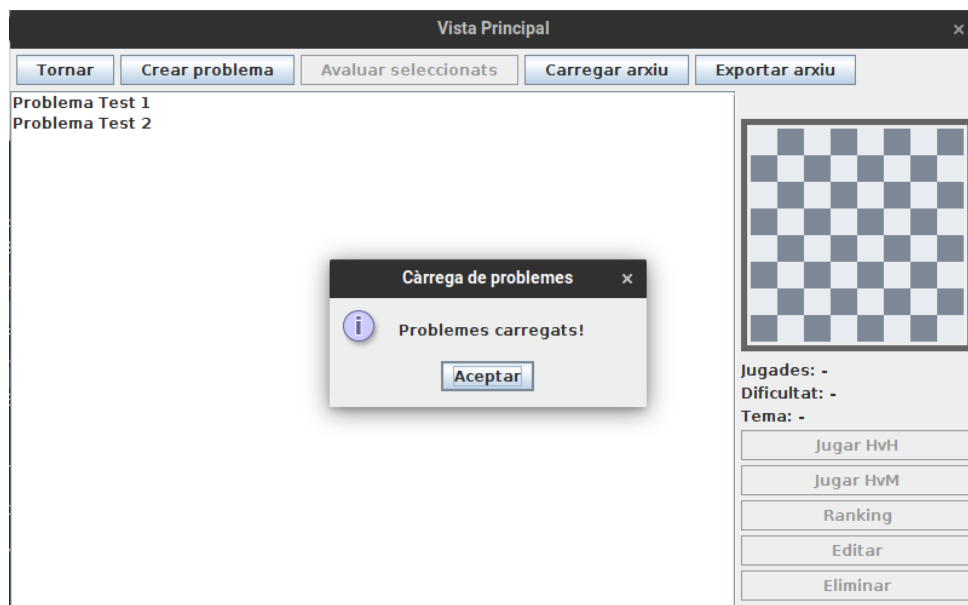 Vista Principal ×
Tornar Crear problema Avaluar seleccionats Carregar arxiu Exportar arxiu
Problema Test 1
Problema Test 2
Càrrega de problemes ×
i Problemes carregats!
Aceptar
Jugades: -
Dificultat: -
Tema: -
Jugar HvH
Jugar HvM
Ranking
Editar
Eliminar